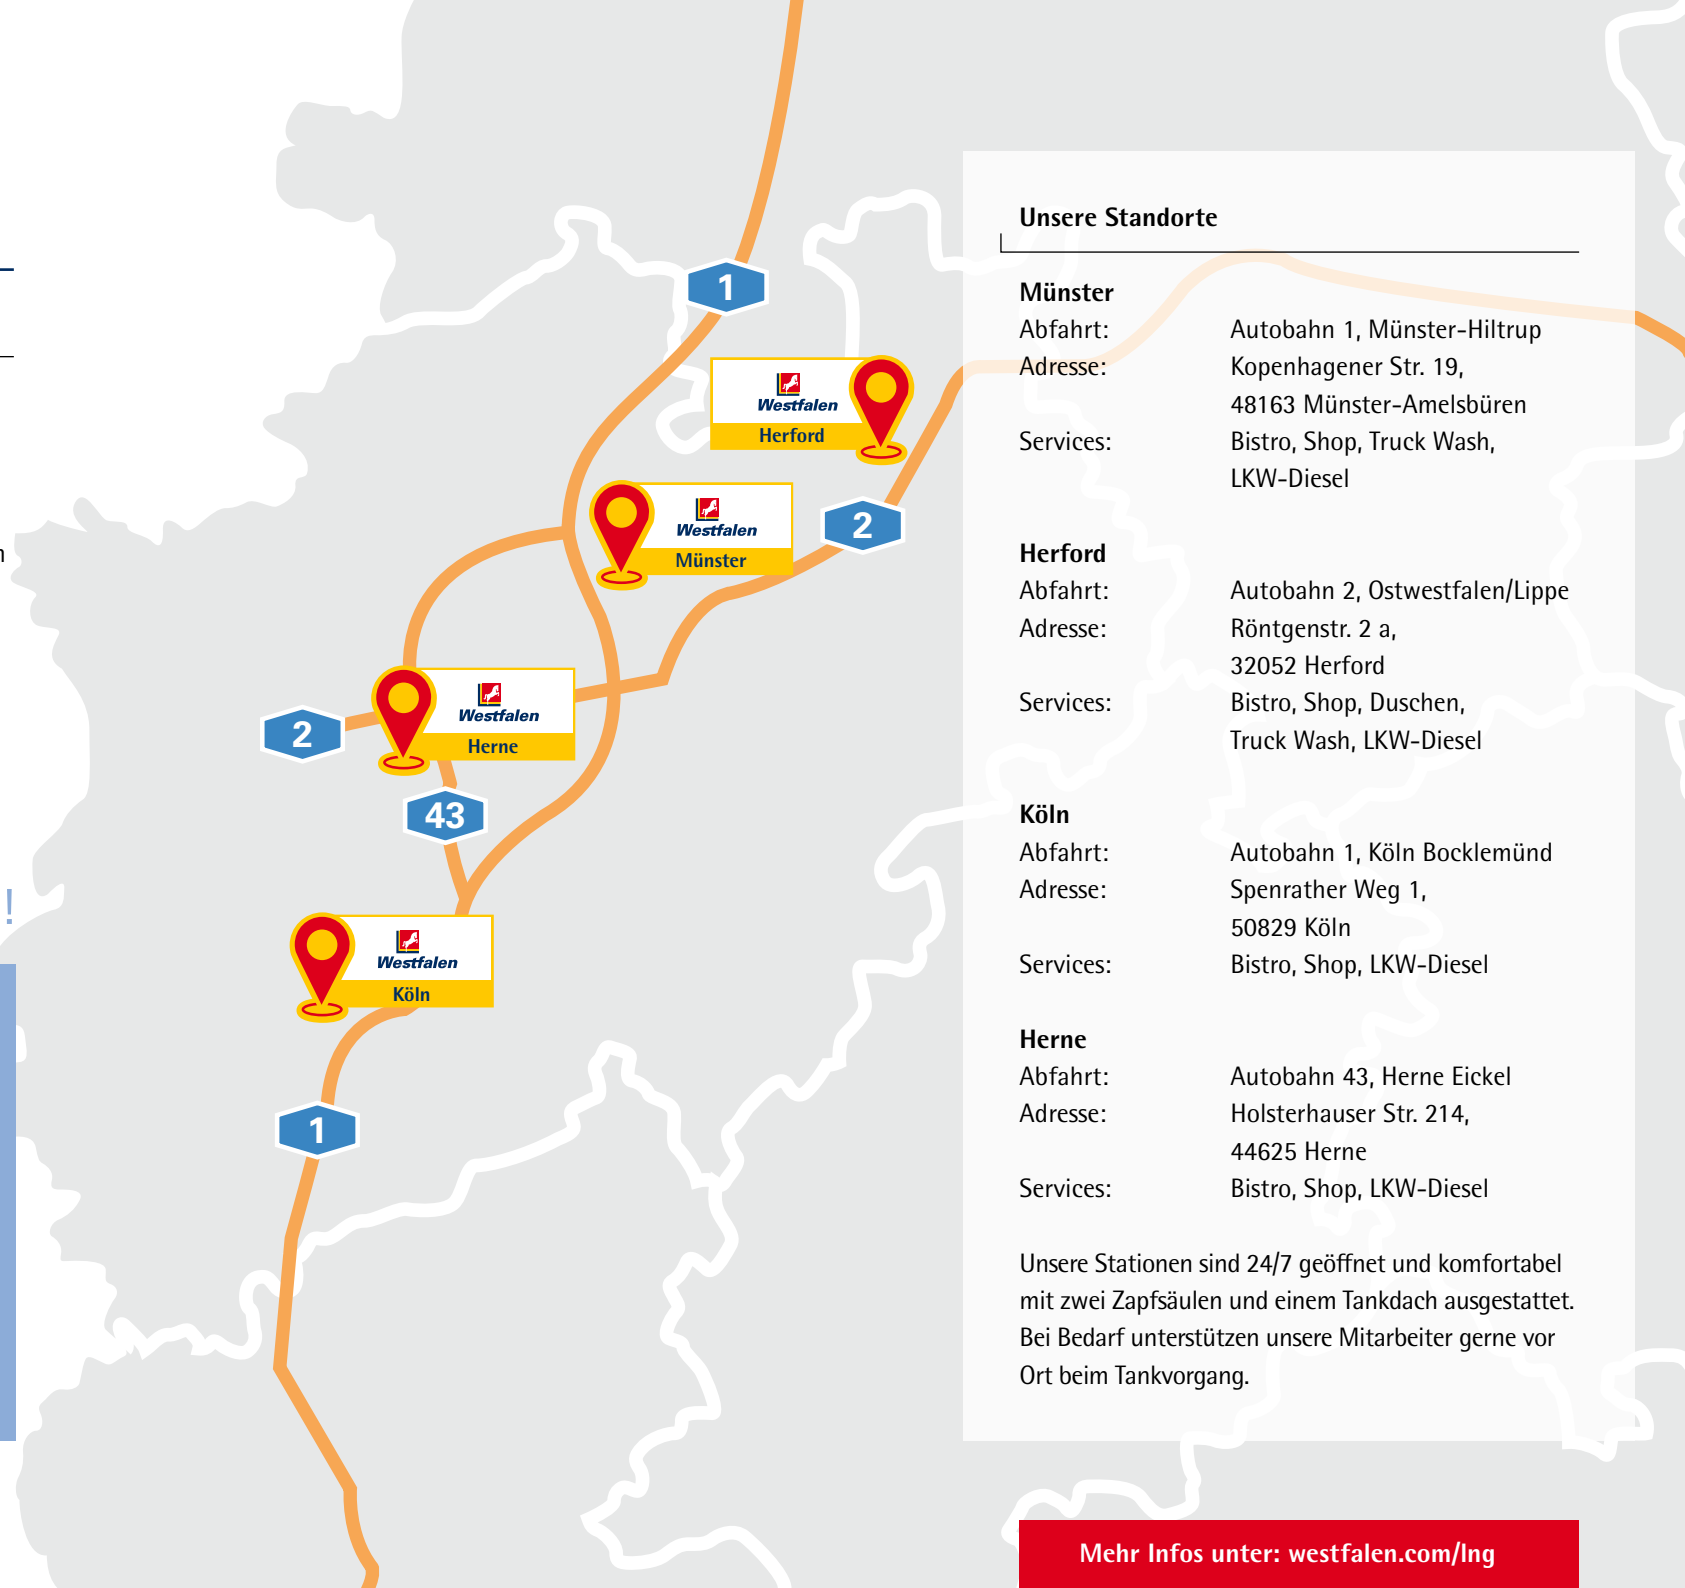 1
Westfalen
Herford
Westfalen
Münster
2
Westfalen
Herne
2
43
Westfalen
Köln
1
n
!
Unsere Standorte
Münster
Abfahrt: Autobahn 1, Münster-Hiltrup
Adresse: Kopenhagener Str. 19,
48163 Münster-Amelsbüren
Services: Bistro, Shop, Truck Wash,
LKW-Diesel
Herford
Abfahrt: Autobahn 2, Ostwestfalen/Lippe
Adresse: Röntgenstr. 2 a,
32052 Herford
Services: Bistro, Shop, Duschen,
Truck Wash, LKW-Diesel
Köln
Abfahrt: Autobahn 1, Köln Bocklemünd
Adresse: Spenrather Weg 1,
50829 Köln
Services: Bistro, Shop, LKW-Diesel
Herne
Abfahrt: Autobahn 43, Herne Eickel
Adresse: Holsterhauser Str. 214,
44625 Herne
Services: Bistro, Shop, LKW-Diesel
Unsere Stationen sind 24/7 geöffnet und komfortabel
mit zwei Zapfsäulen und einem Tankdach ausgestattet.
Bei Bedarf unterstützen unsere Mitarbeiter gerne vor
Ort beim Tankvorgang.
Mehr Infos unter: westfalen.com/lng